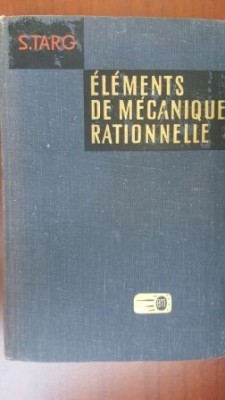 S.TARG
ÉLÉMENTS
DE MÉCANIQUE
RATIONNELLE